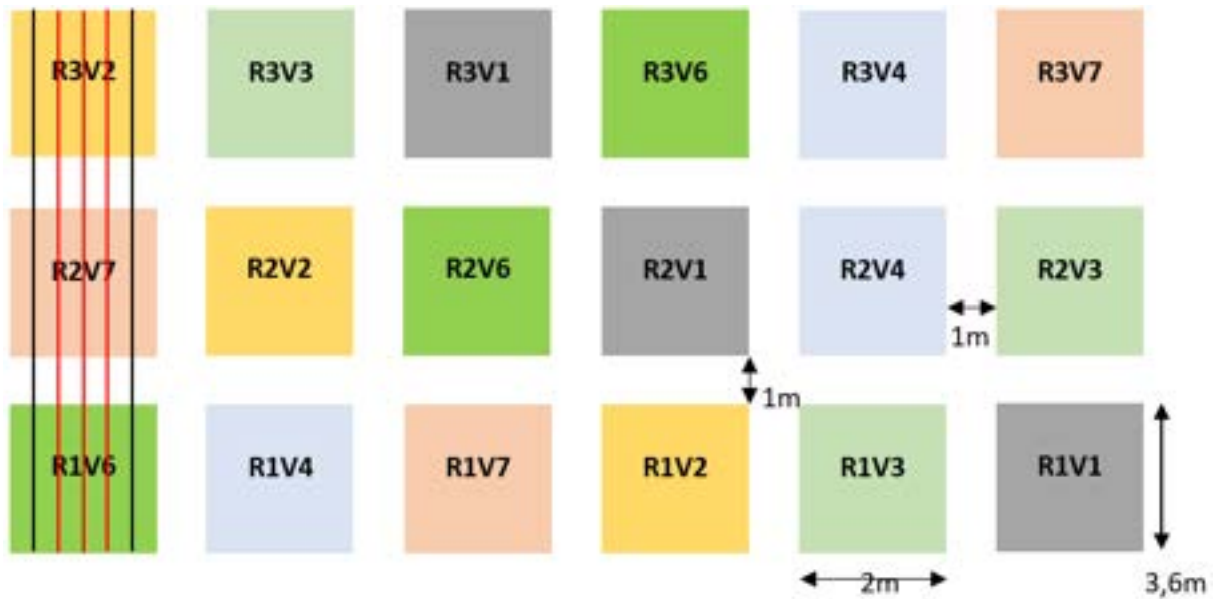 R3V2 R3V3 R3V1 R3V6 R3V4 R3V7
R2V7 R2V2 R2V6 R2V1 R2V4 R2V3
1m
1m
R1V6 R1V4 R1V7 R1V2 R1V3 R1V1
2m 3,6m